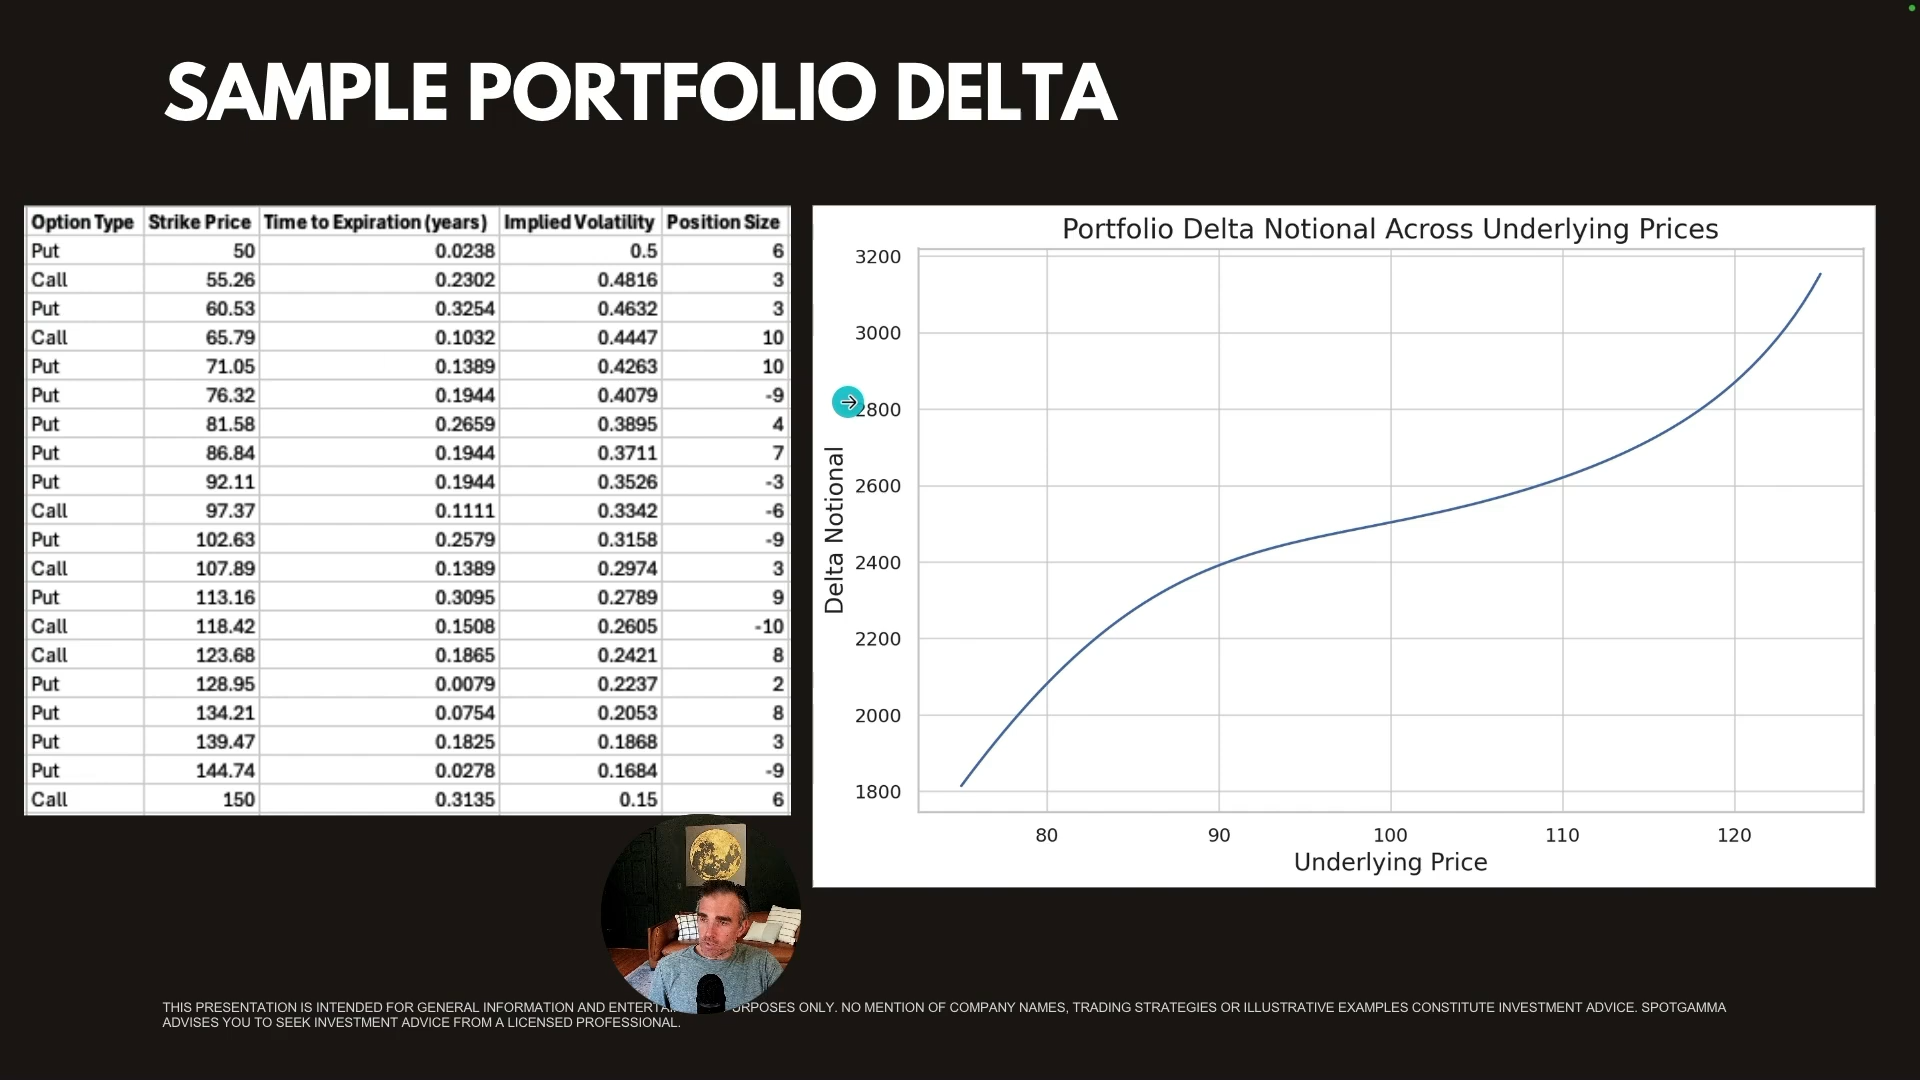 SAMPLE PORTFOLIO DELTA
Option Type Strike Price Time to Expiration (years) Implied Volatility Position Size
Put 50 0.0238 0.5 6
Call 55.26 0.2302 0.4816 3
Put 60.53 0.3254 0.4632 3
Call 65.79 0.1032 0.4447 10
Put 71.05 0.1389 0.4263 10
Put 76.32 0.1944 0.4079 -9
Put 81.58 0.2659 0.3895 4
Put 86.84 0.1944 0.3711 7
Put 92.11 0.1944 0.3526 -3
Call 97.37 0.1111 0.3342 -6
Put 102.63 0.2579 0.3158 -9
Call 107.89 0.1389 0.2974 3
Put 113.16 0.3095 0.2789 9
Call 118.42 0.1508 0.2605 -10
Call 123.68 0.1865 0.2421 8
Put 128.95 0.0079 0.2237 2
Put 134.21 0.0754 0.2053 8
Put 139.47 0.1825 0.1868 3
Put 144.74 0.0278 0.1684 -9
Call 150 0.3135 0.15 6
Portfolio Delta Notional Across Underlying Prices
3200
3000
2800
2600
2400
2200
2000
1800
Delta Notional
80 90 100 110 120
Underlying Price
THIS PRESENTATION IS INTENDED FOR GENERAL INFORMATION AND ONLY. NO MENTION OF COMPANY NAMES, TRADING STRATEGIES OR ILLUSTRATIVE EXAMPLES CONSTITUTE INVESTMENT ADVICE. SPOTGAMMA
ADVISES YOU TO SEEK INVESTMENT ADVICE FROM A LICENSED PROFESSIONAL.